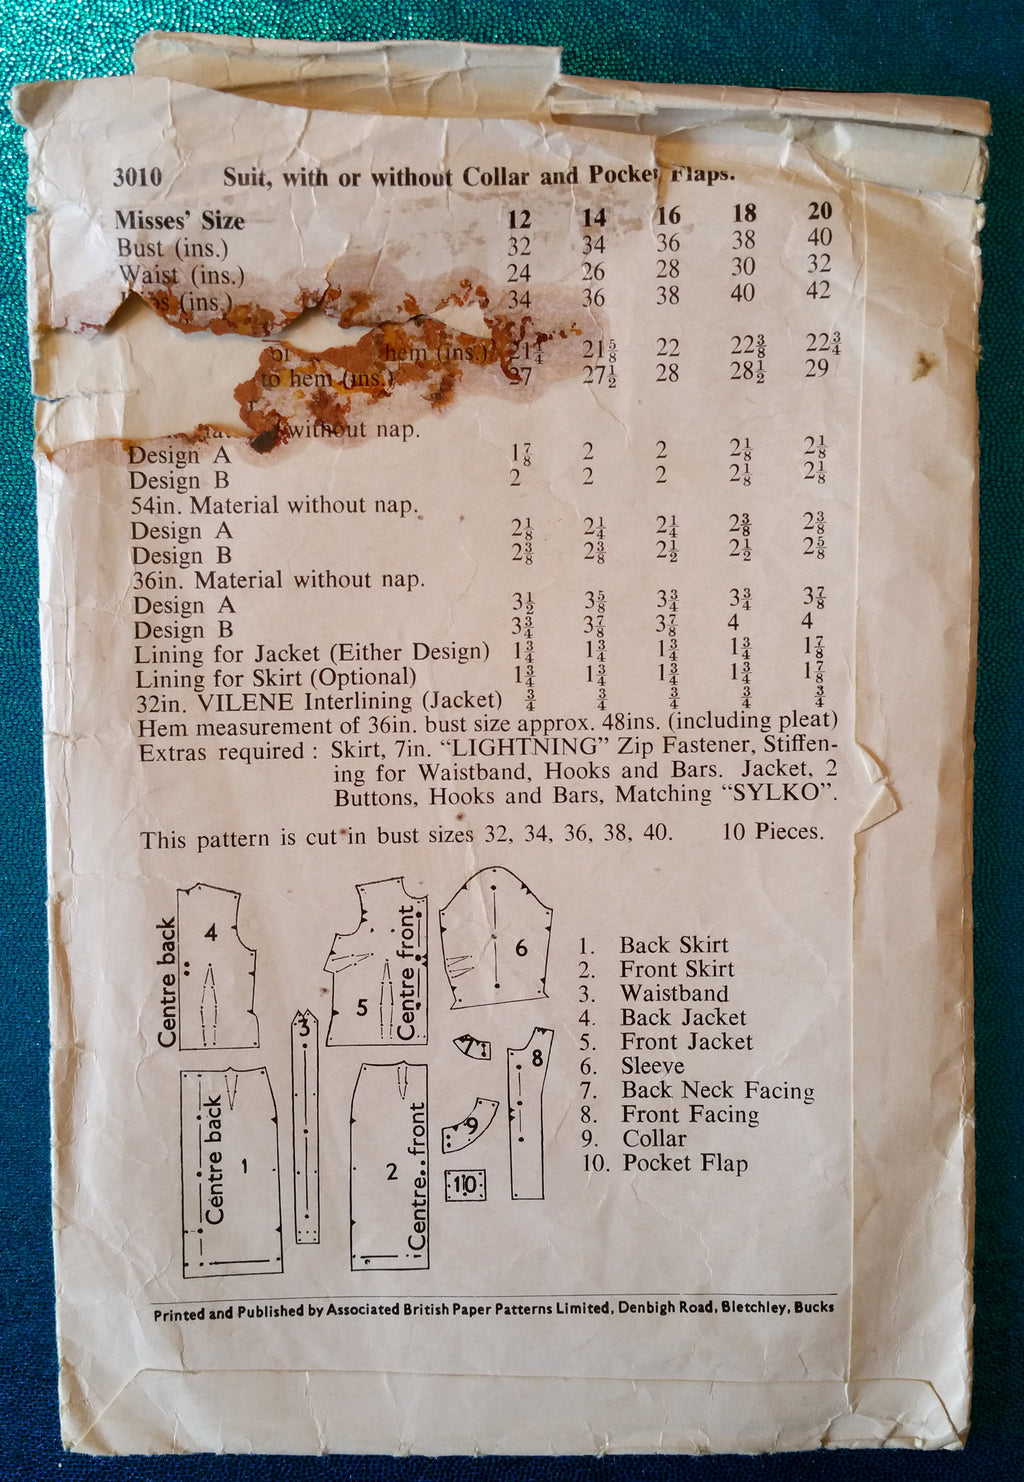 3010 Suit, with or without Collar and Pocket Flaps.
Misses' Size 12 14 16 18 20
Bust (ins.) 32 34 36 38 40
Waist (ins.) 24 26 28 30 32
(ins.) 34 36 38 40 42
hem (ins.) 21¼ 21⅝ 22 22⅜ 22¾
to hem (ins.) 27 27½ 28 28½ 29
without nap.
Design A 1⅞ 2 2 2⅛ 2⅛
Design B 2 2 2 2⅛ 2⅛
54in. Material without nap.
Design A 2⅛ 2¼ 2¼ 2⅜ 2⅜
Design B 2⅜ 2⅜ 2½ 2½ 2⅝
36in. Material without nap.
Design A 3½ 3⅝ 3¾ 3¾ 3⅞
Design B 3¾ 3⅞ 3⅞ 4 4
Lining for Jacket (Either Design) 1¾ 1¾ 1¾ 1¾ 1⅞
Lining for Skirt (Optional) 1¾ 1¾ 1¾ 1¾ 1⅞
32in. VILENE Interlining (Jacket) ¾ ¾ ¾ ¾ ¾
Hem measurement of 36in. bust size approx. 48ins. (including pleat)
Extras required : Skirt, 7in. "LIGHTNING" Zip Fastener, Stiffen-
ing for Waistband, Hooks and Bars. Jacket, 2
Buttons, Hooks and Bars, Matching "SYLKO".
This pattern is cut in bust sizes 32, 34, 36, 38, 40. 10 Pieces.
Centre back 4
5 Centre front
6
3
7
8
Centre back 1
2 Centre front
9
10
1. Back Skirt
2. Front Skirt
3. Waistband
4. Back Jacket
5. Front Jacket
6. Sleeve
7. Back Neck Facing
8. Front Facing
9. Collar
10. Pocket Flap
Printed and Published by Associated British Paper Patterns Limited, Denbigh Road, Bletchley, Bucks